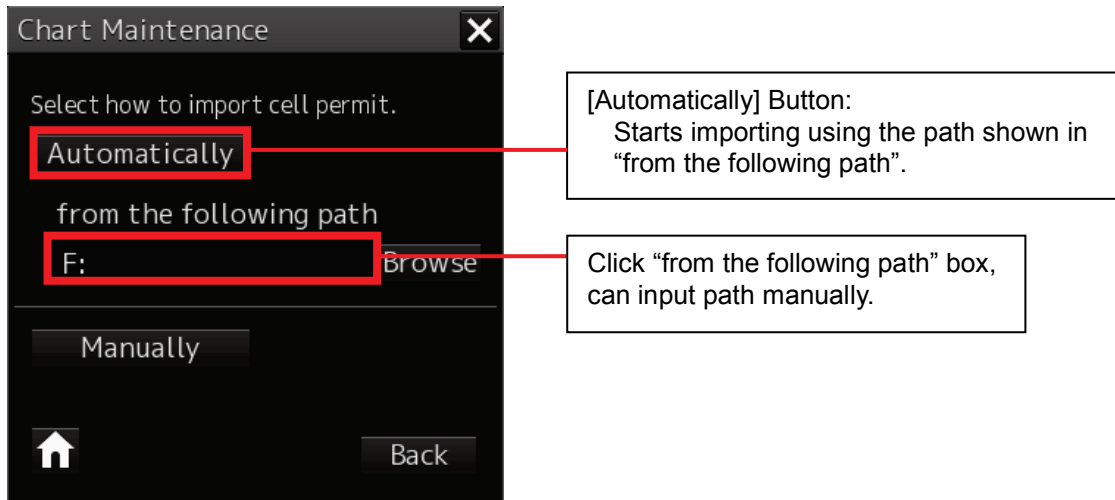 Chart Maintenance
Select how to import cell permit.
Automatically
from the following path
F:
Browse
Manually
Back
[Automatically] Button:
Starts importing using the path shown in
“from the following path”.
Click “from the following path” box,
can input path manually.